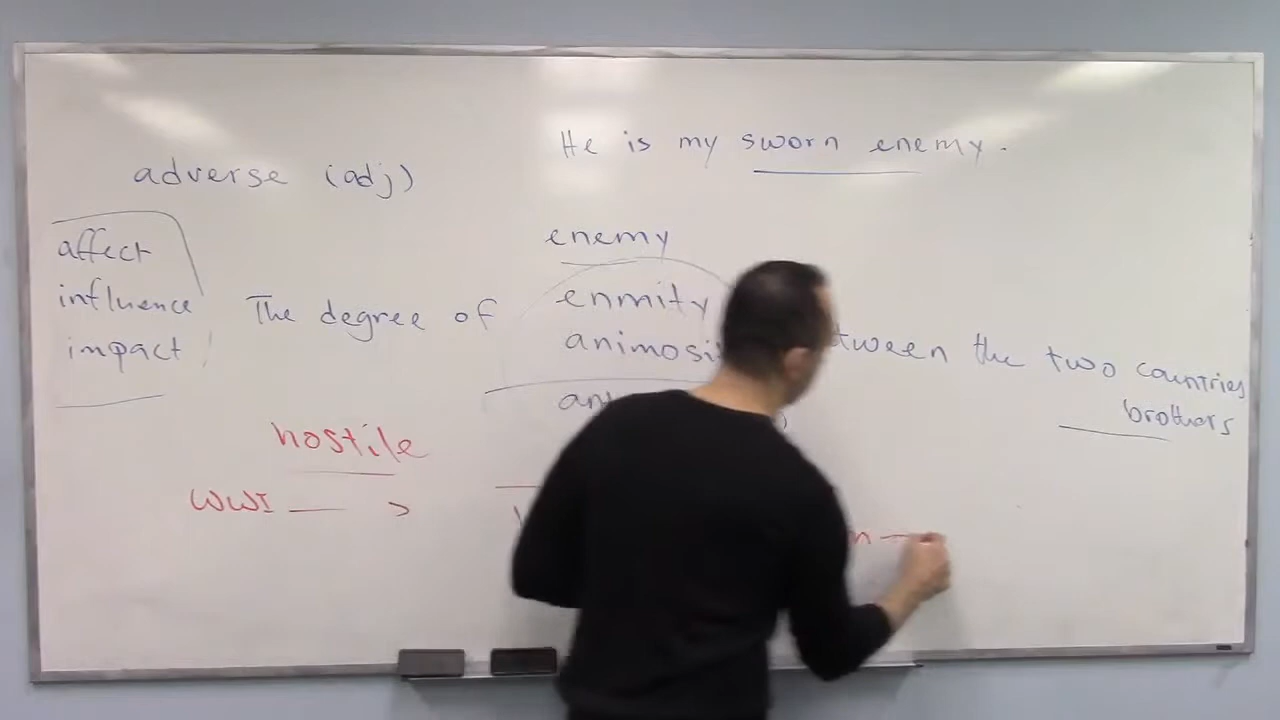 He is my sworn enemy.
adverse (adj)
affect
influence
impact
enemy
The degree of
enmity
between the two countries
brothers
hostile
WWI